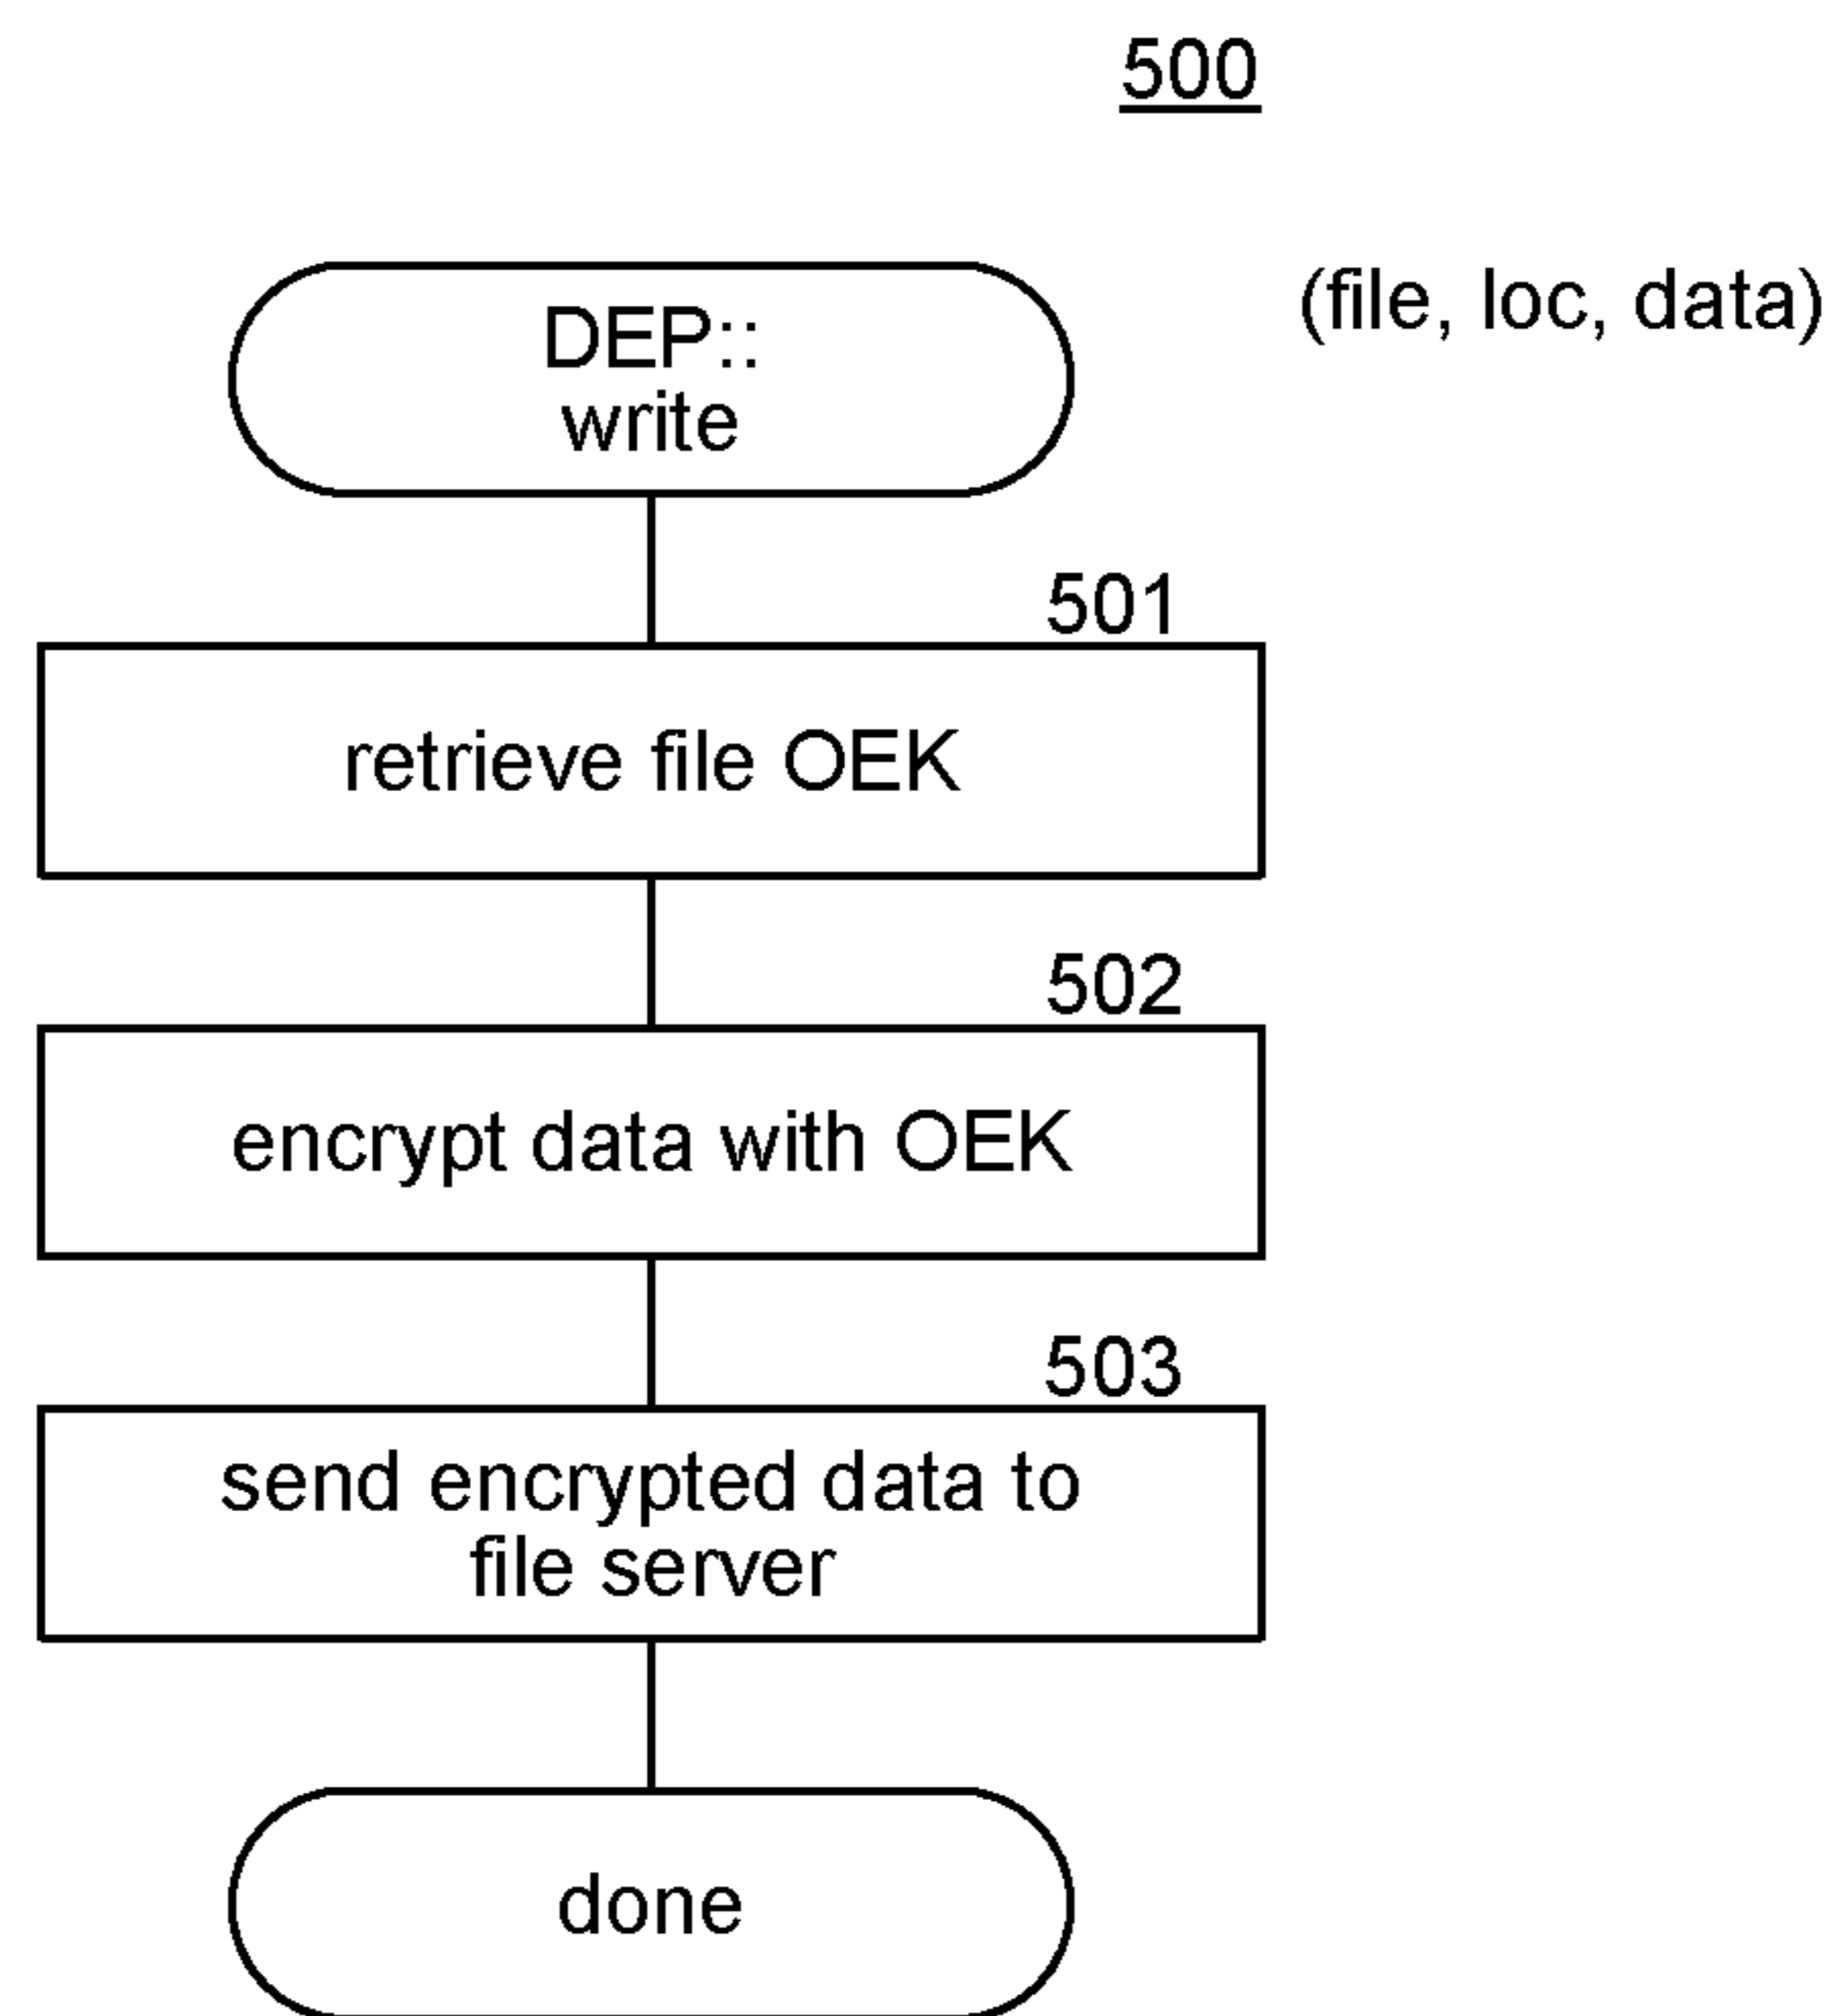 500
DEP::
write
(file, loc, data)
501
retrieve file OEK
502
encrypt data with OEK
503
send encrypted data to
file server
done